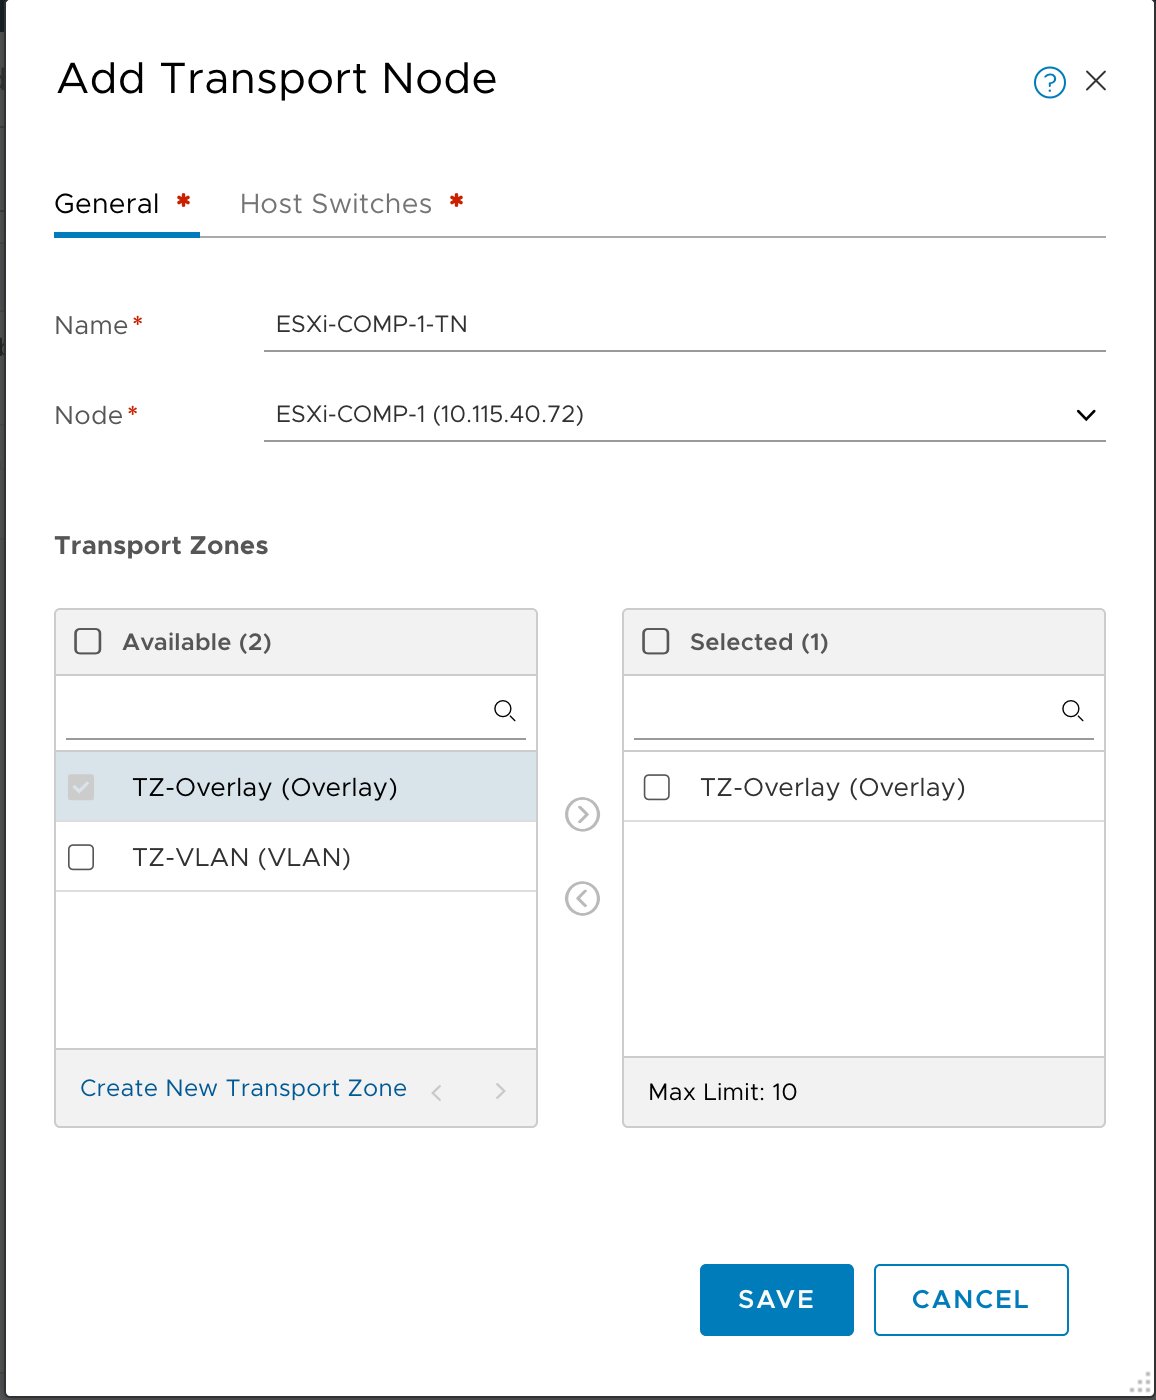 Add Transport Node
General *
Host Switches *
Name*
ESXi-COMP-1-TN
Node*
ESXi-COMP-1 (10.115.40.72)
Transport Zones
Available (2)
TZ-Overlay (Overlay)
TZ-VLAN (VLAN)
Create New Transport Zone
Selected (1)
TZ-Overlay (Overlay)
Max Limit: 10
SAVE
CANCEL